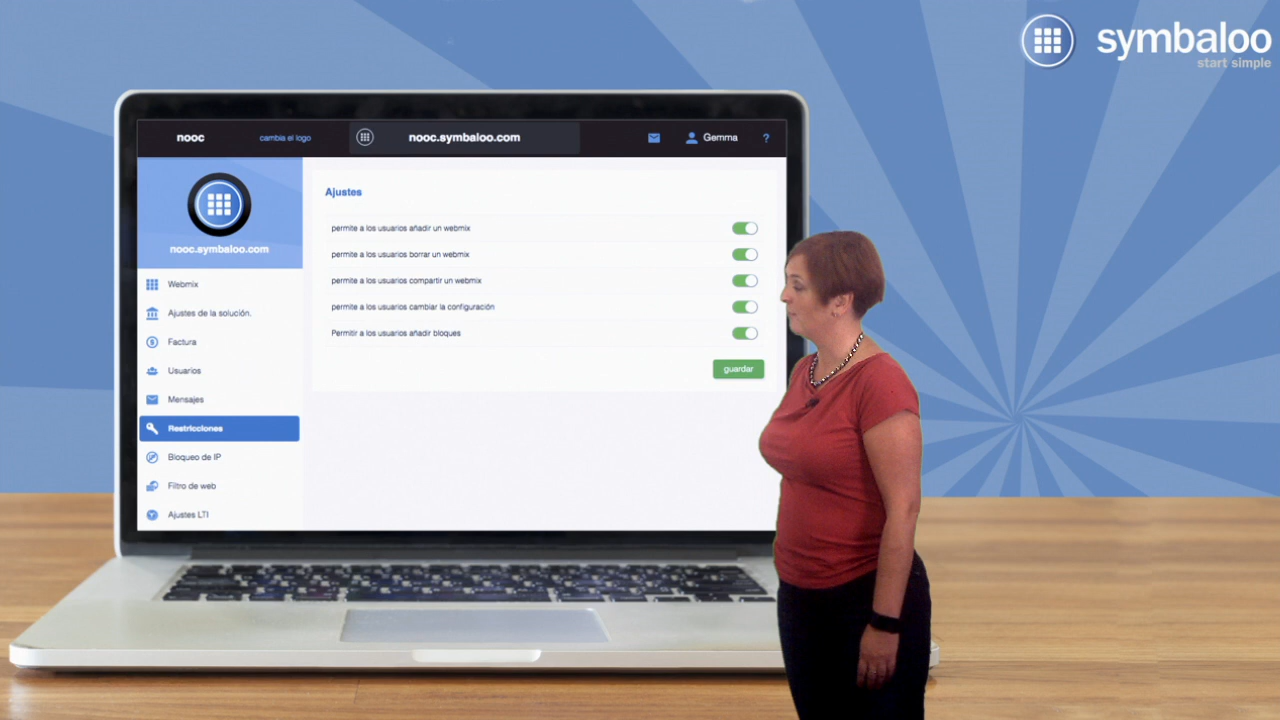 symbaloo
start simple
nooc
cambia el logo
nooc.symbaloo.com
Gemma
?
nooc.symbaloo.com
Webmix
Ajustes de la solución.
Factura
Usuarios
Mensajes
Restricciones
Bloqueo de IP
Filtro de web
Ajustes LTI
Ajustes
permite a los usuarios añadir un webmix
permite a los usuarios borrar un webmix
permite a los usuarios compartir un webmix
permite a los usuarios cambiar la configuración
Permitir a los usuarios añadir bloques
guardar